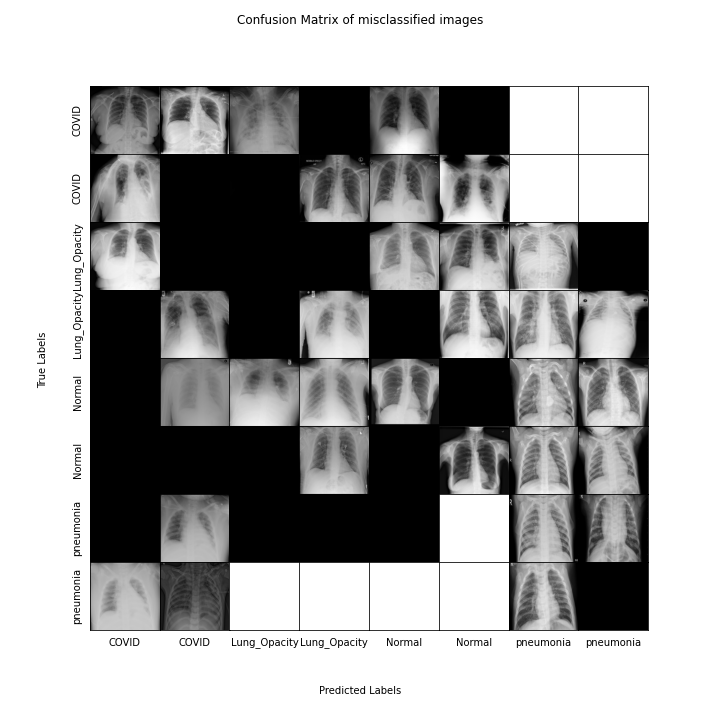 Confusion Matrix of misclassified images
COVID
COVID
Lung_Opacity
Lung_Opacity
Normal
Normal
pneumonia
pneumonia
True Labels
COVID COVID Lung_Opacity Lung_Opacity Normal Normal pneumonia pneumonia
Predicted Labels